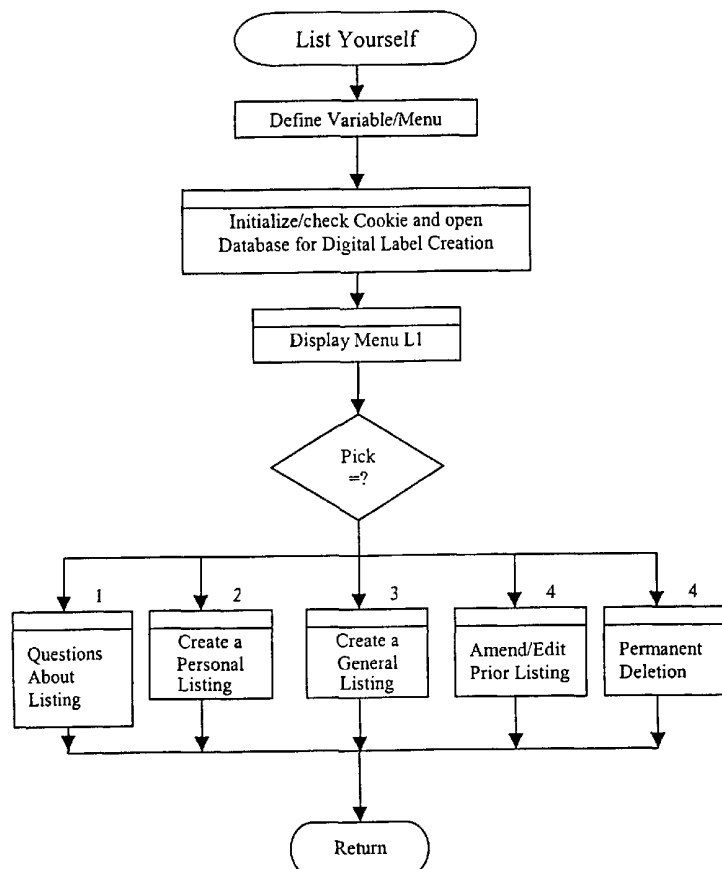 List Yourself
Define Variable/Menu
Initialize/check Cookie and open
Database for Digital Label Creation
Display Menu L1
Pick
=?
1
Questions
About
Listing
2
Create a
Personal
Listing
3
Create a
General
Listing
4
Amend/Edit
Prior Listing
4
Permanent
Deletion
Return